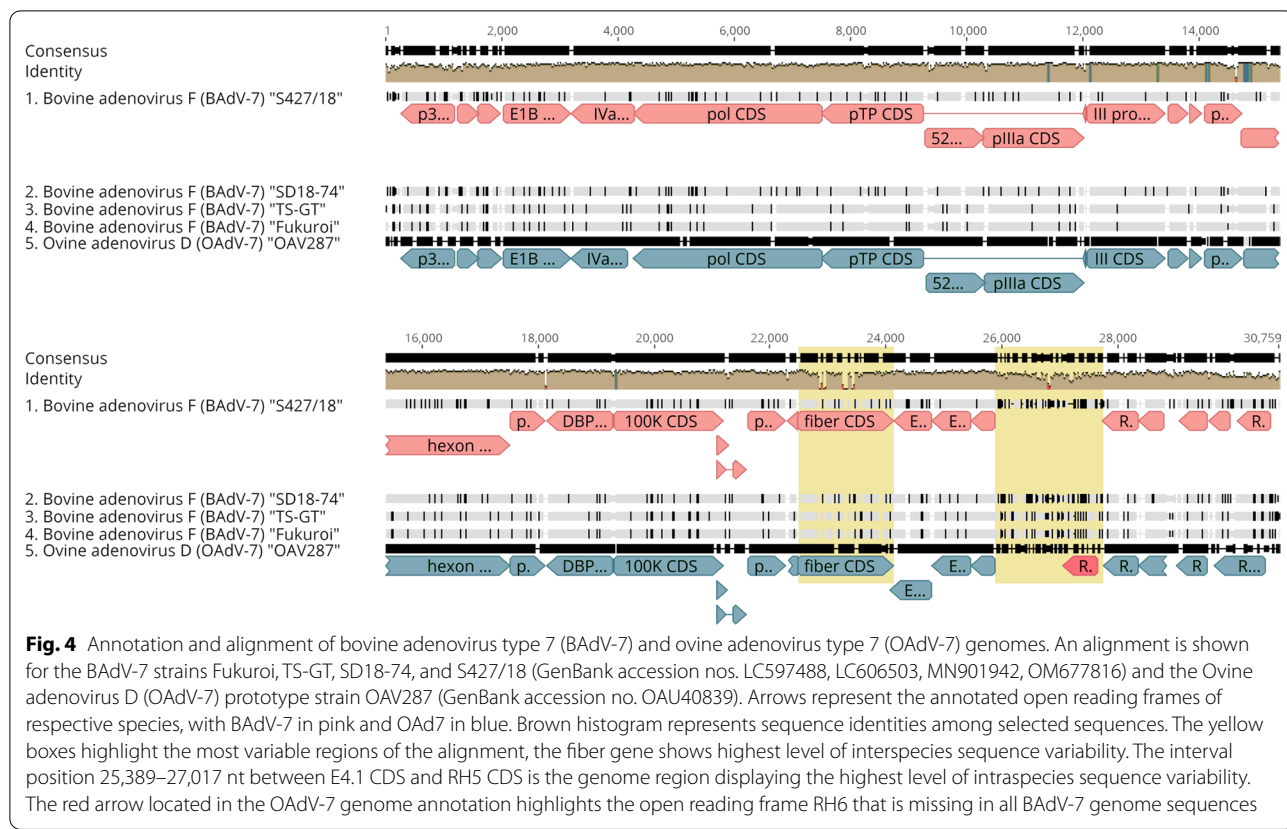 1 2,000 4,000 6,000 8,000 10,000 12,000 14,000
Consensus
Identity
1. Bovine adenovirus F (BAdV-7) "S427/18"
p3... E1B ... IVa... pol CDS pTP CDS III pro... p..
52... pIIIa CDS
2. Bovine adenovirus F (BAdV-7) "SD18-74"
3. Bovine adenovirus F (BAdV-7) "TS-GT"
4. Bovine adenovirus F (BAdV-7) "Fukuroi"
5. Ovine adenovirus D (OAdV-7) "OAV287"
p3... E1B ... IVa... pol CDS pTP CDS III CDS p..
52... pIIIa CDS
16,000 18,000 20,000 22,000 24,000 26,000 28,000 30,759
Consensus
Identity
1. Bovine adenovirus F (BAdV-7) "S427/18"
p. DBP... 100K CDS p.. fiber CDS E.. E.. R. R.
hexon ...
2. Bovine adenovirus F (BAdV-7) "SD18-74"
3. Bovine adenovirus F (BAdV-7) "TS-GT"
4. Bovine adenovirus F (BAdV-7) "Fukuroi"
5. Ovine adenovirus D (OAdV-7) "OAV287"
hexon ... p. DBP... 100K CDS p.. fiber CDS E.. R. R. R R...
E...
Fig. 4 Annotation and alignment of bovine adenovirus type 7 (BAdV-7) and ovine adenovirus type 7 (OAdV-7) genomes. An alignment is shown
for the BAdV-7 strains Fukuroi, TS-GT, SD18-74, and S427/18 (GenBank accession nos. LC597488, LC606503, MN901942, OM677816) and the Ovine
adenovirus D (OAdV-7) prototype strain OAV287 (GenBank accession no. OAU40839). Arrows represent the annotated open reading frames of
respective species, with BAdV-7 in pink and OAd7 in blue. Brown histogram represents sequence identities among selected sequences. The yellow
boxes highlight the most variable regions of the alignment, the fiber gene shows highest level of interspecies sequence variability. The interval
position 25,389–27,017 nt between E4.1 CDS and RH5 CDS is the genome region displaying the highest level of intraspecies sequence variability.
The red arrow located in the OAdV-7 genome annotation highlights the open reading frame RH6 that is missing in all BAdV-7 genome sequences